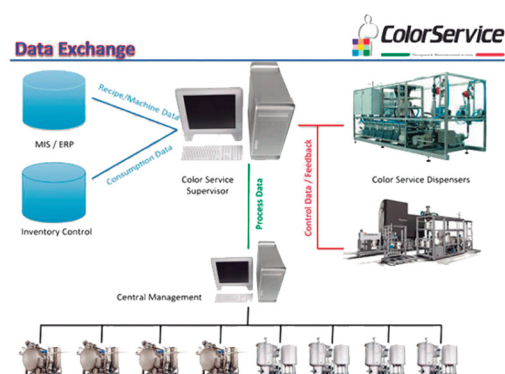 Data Exchange
ColorService
Recipe/Machine Data
MIS / ERP
Consumption Data
Inventory Control
Color Service
Supervisor
Process Data
Control Data / Feedback
Color Service Dispensers
Central Management